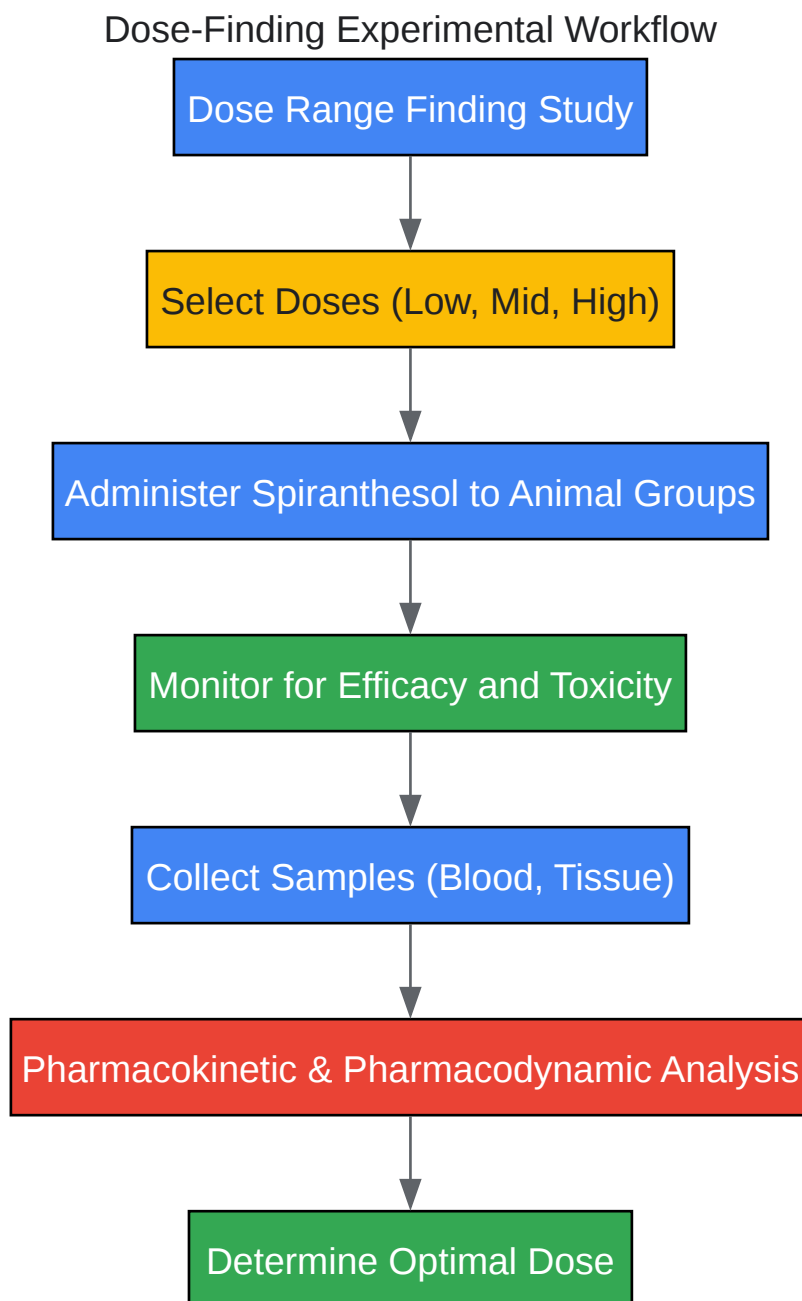 Dose-Finding Experimental Workflow
Dose Range Finding Study
Select Doses (Low, Mid, High)
Administer Spiranthesol to Animal Groups
Monitor for Efficacy and Toxicity
Collect Samples (Blood, Tissue)
Pharmacokinetic & Pharmacodynamic Analysis
Determine Optimal Dose